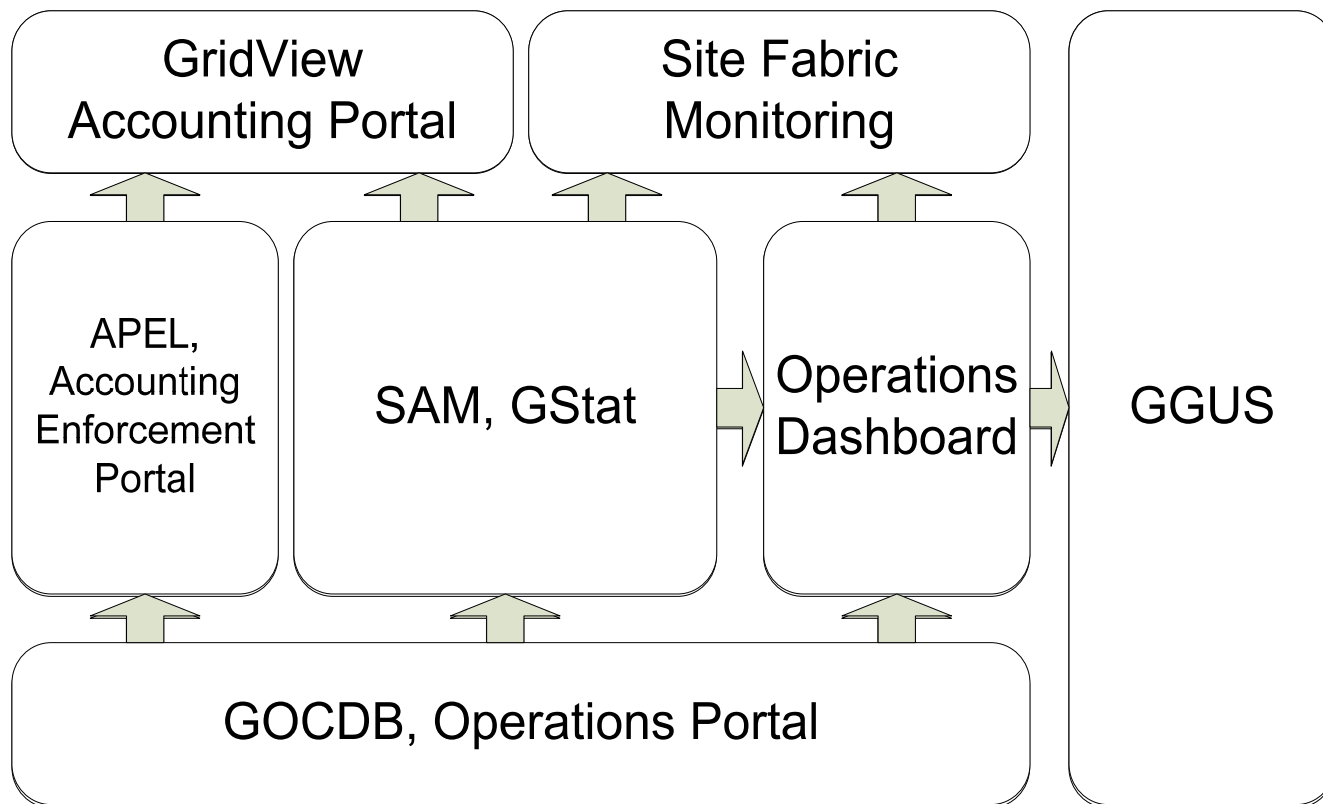 GridView
Accounting Portal
Site Fabric
Monitoring
APEL,
Accounting
Enforcement
Portal
SAM, GStat
Operations
Dashboard
GGUS
GOCDB, Operations Portal